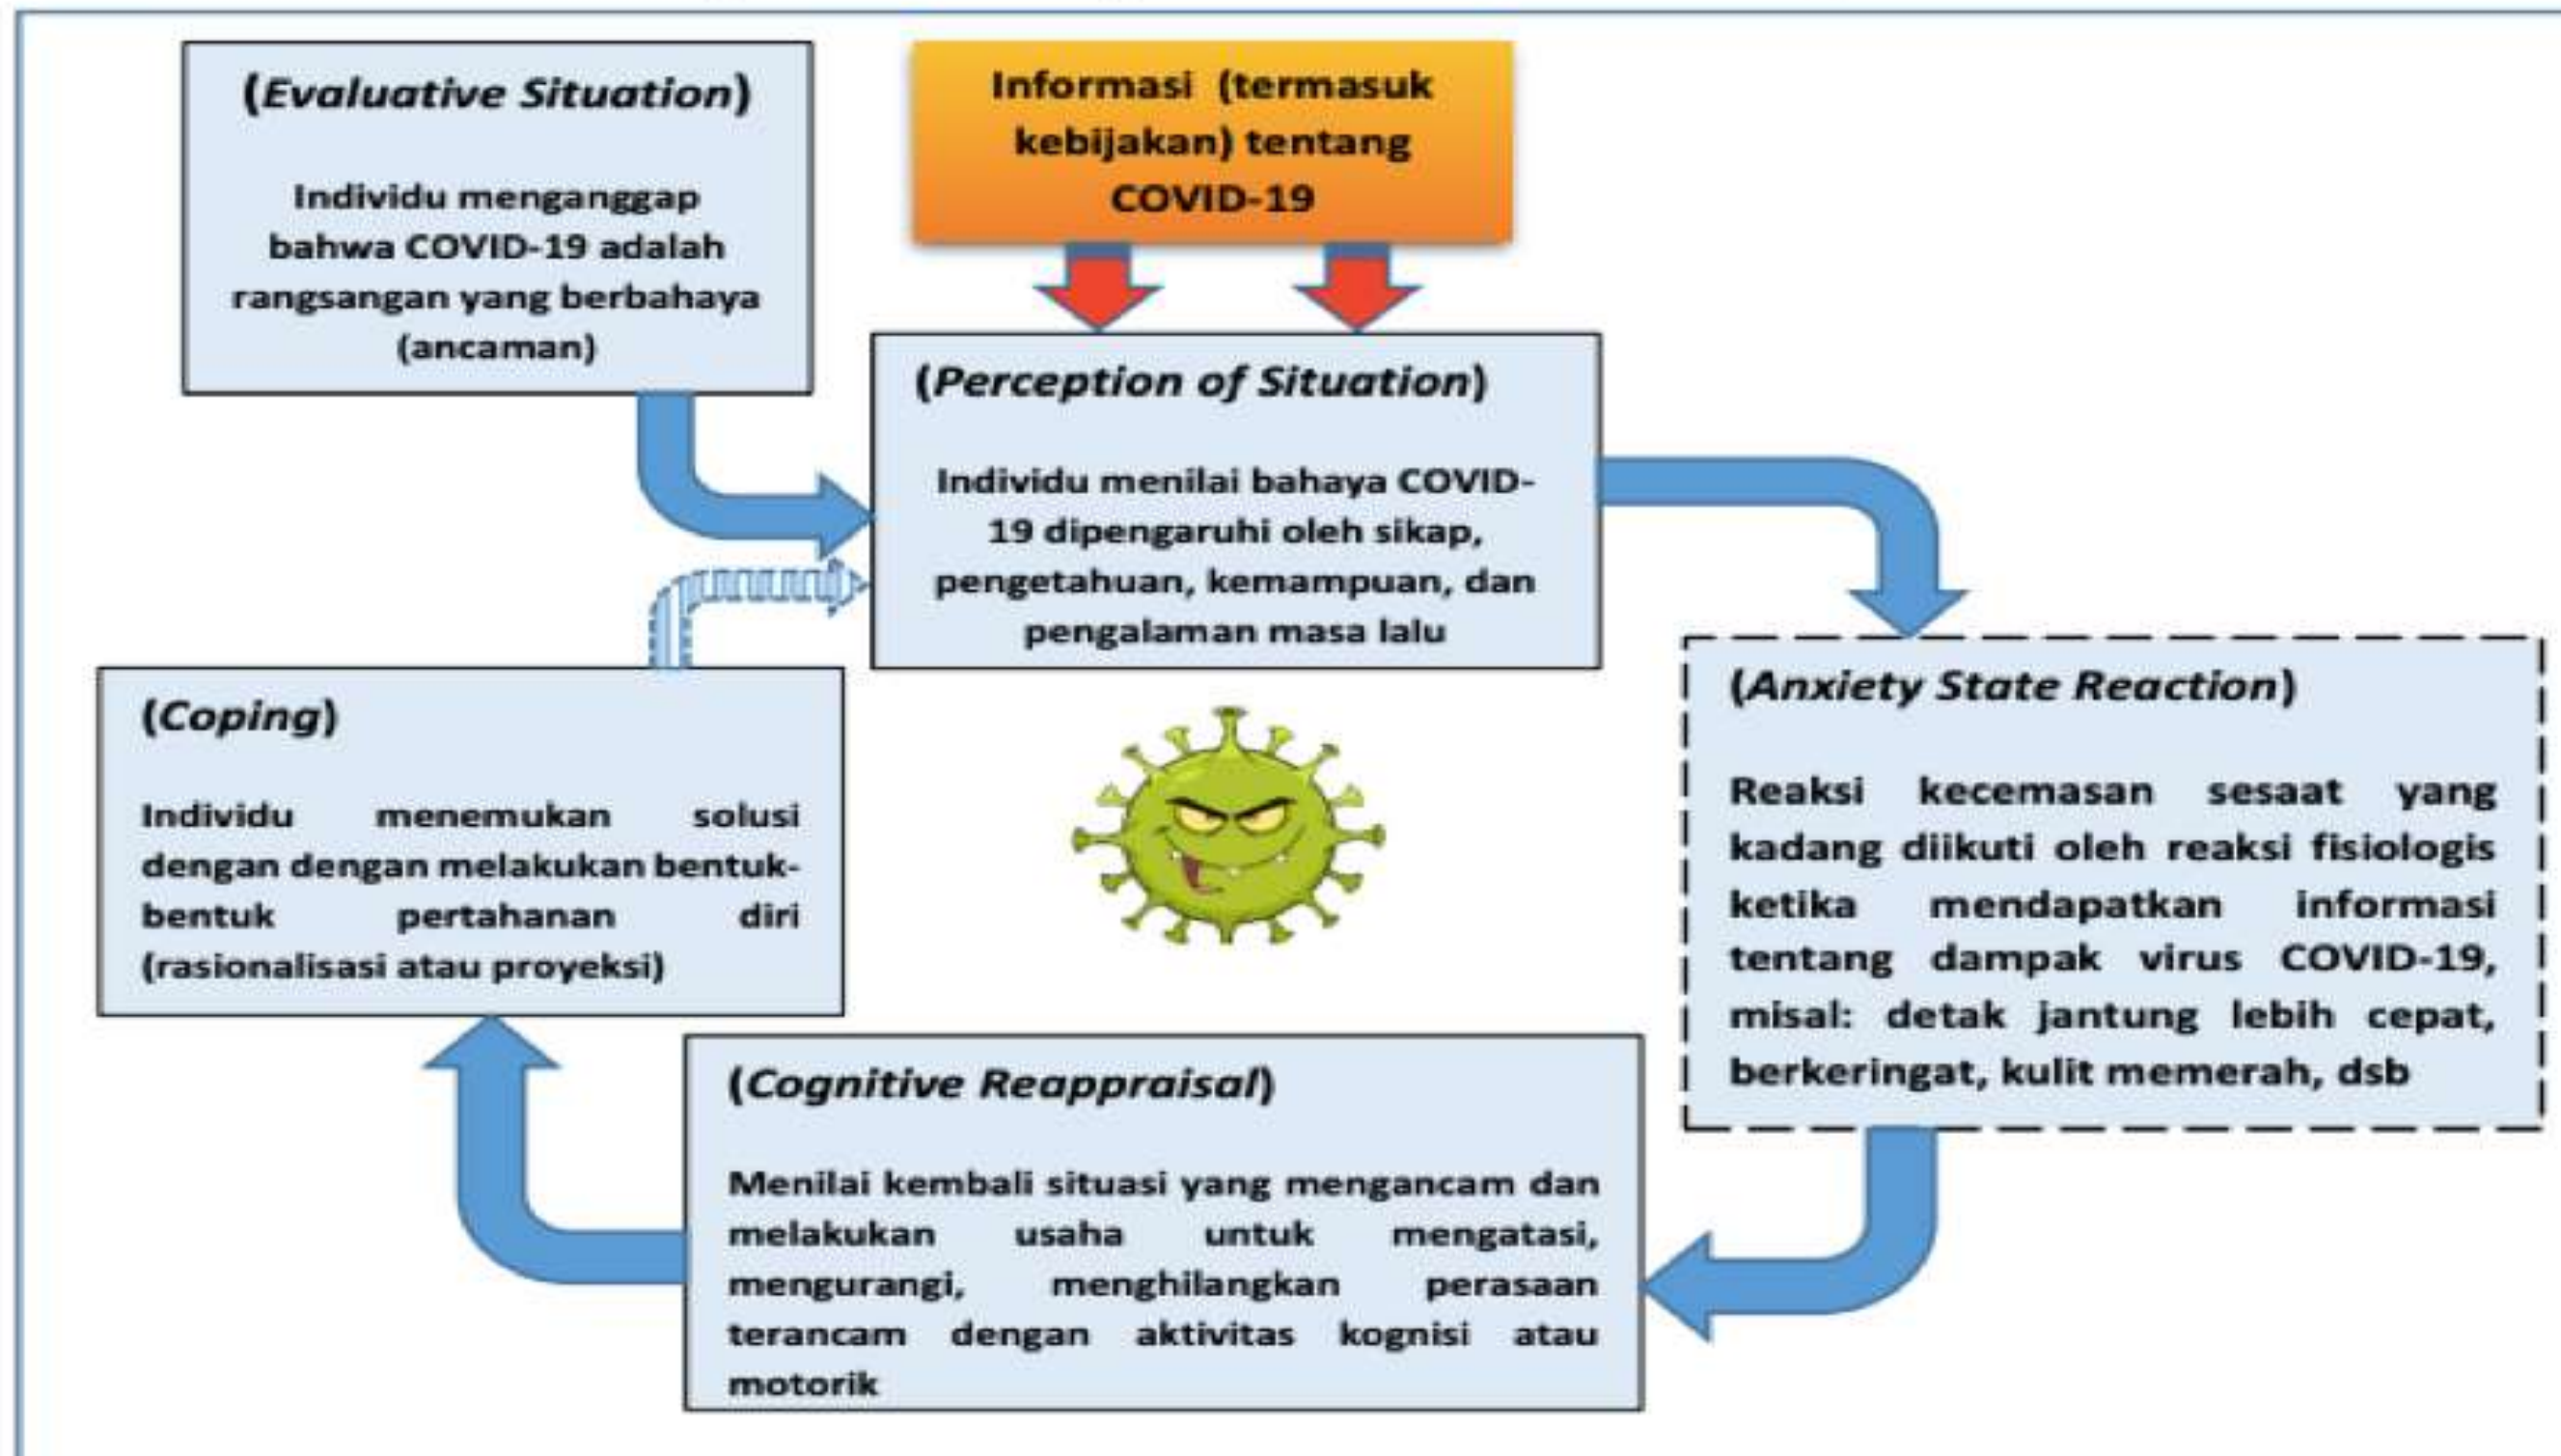 (Evaluative Situation)
Individu menganggap
bahwa COVID-19 adalah
rangsangan yang berbahaya
(ancaman)
Informasi (termasuk
kebijakan) tentang
COVID-19
(Perception of Situation)
Individu menilai bahaya COVID-
19 dipengaruhi oleh sikap,
pengetahuan, kemampuan, dan
pengalaman masa lalu
(Anxiety State Reaction)
Reaksi kecemasan sesaat yang
kadang diikuti oleh reaksi fisiologis
ketika mendapatkan informasi
tentang dampak virus COVID-19,
misal: detak jantung lebih cepat,
berkeringat, kulit memerah, dsb
(Cognitive Reappraisal)
Menilai kembali situasi yang mengancam dan
melakukan usaha untuk mengatasi,
mengurangi, menghilangkan perasaan
terancam dengan aktivitas kognisi atau
motorik
(Coping)
Individu menemukan solusi
dengan dengan melakukan bentuk-
bentuk pertahanan diri
(rasionalisasi atau proyeksi)